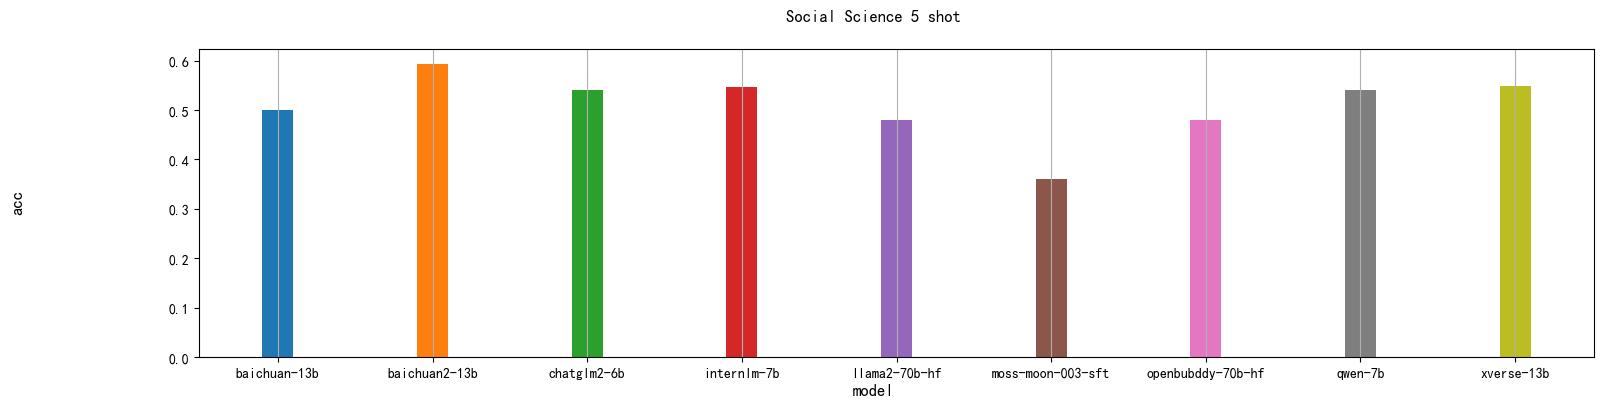 Social Science 5 shot
acc
0.6
0.5
0.4
0.3
0.2
0.1
0.0
baichuan-13b baichuan2-13b chatglm2-6b internlm-7b llama2-70b-hf moss-moon-003-sft openbubddy-70b-hf qwen-7b xverse-13b
model